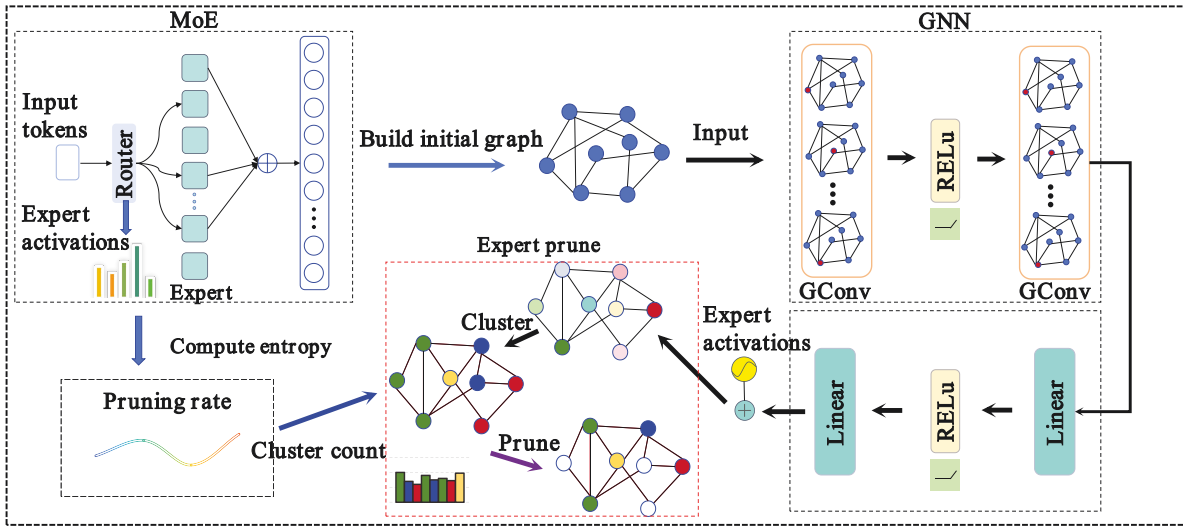 MoE
GNN
Input
tokens
Router
Expert
activations
Expert
Build initial graph
Input
GConv
RELu
GConv
Compute entropy
Pruning rate
Cluster count
Expert prune
Cluster
Prune
Expert
activations
Linear
RELu
Linear